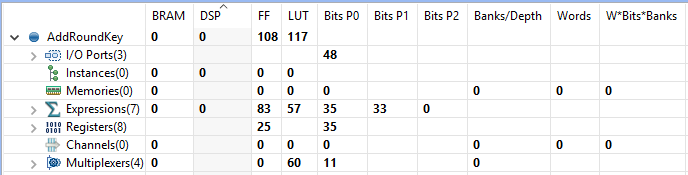 BRAM DSP FF LUT Bits P0 Bits P1 Bits P2 Banks/Depth Words W*Bits*Banks
AddRoundKey 0 0 108 117
I/O Ports(3) 48
Instances(0) 0 0 0 0
Memories(0) 0 0 0 0 0 0 0
Expressions(7) 0 0 83 57 35 33 0
1010 0101 Registers(8) 25 35
Channels(0) 0 0 0 0 0 0 0
Multiplexers(4) 0 0 60 11 0